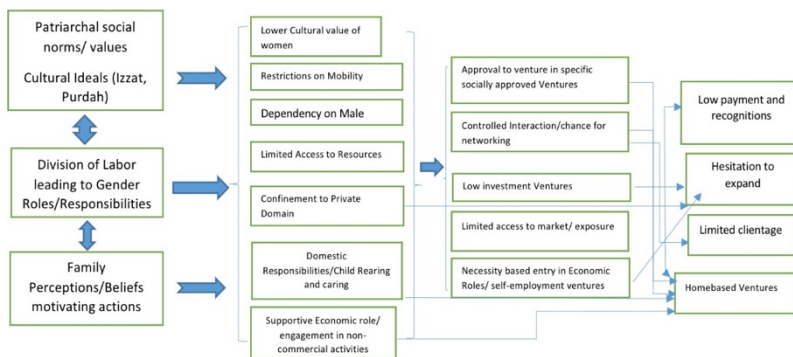 Patriarchal social
norms/ values
Cultural Ideals (Izzat,
Purdah)
Division of Labor
leading to Gender
Roles/Responsibilities
Family
Perceptions/Beliefs
motivating actions
Lower Cultural value of
women
Restrictions on Mobility
Dependency on Male
Limited Access to Resources
Confinement to Private
Domain
Domestic
Responsibilities/Child Rearing
and caring
Supportive Economic role/
engagement in non-
commercial activities
Approval to venture in specific
socially approved Ventures
Controlled Interaction/chance for
networking
Low investment Ventures
Limited access to market/ exposure
Necessity based entry in Economic
Roles/ self-employment ventures
Low payment and
recognitions
Hesitation to
expand
Limited clientage
Homebased Ventures